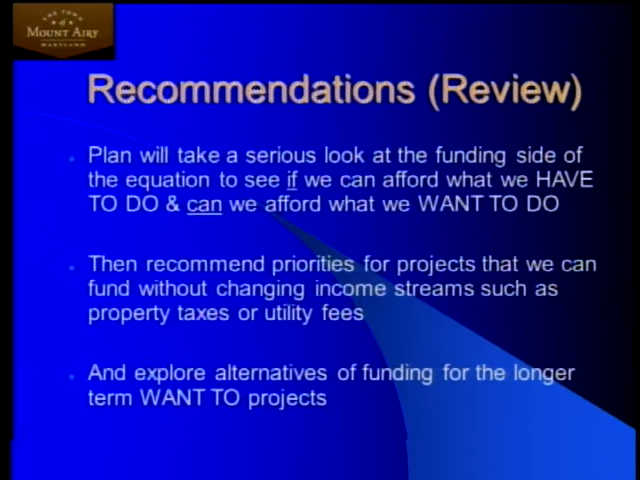 THE TOWN
of
MOUNT AIRY
MARYLAND
Recommendations (Review)
Plan will take a serious look at the funding side of
the equation to see if we can afford what we HAVE
TO DO & can we afford what we WANT TO DO
Then recommend priorities for projects that we can
fund without changing income streams such as
property taxes or utility fees
And explore alternatives of funding for the longer
term WANT TO projects